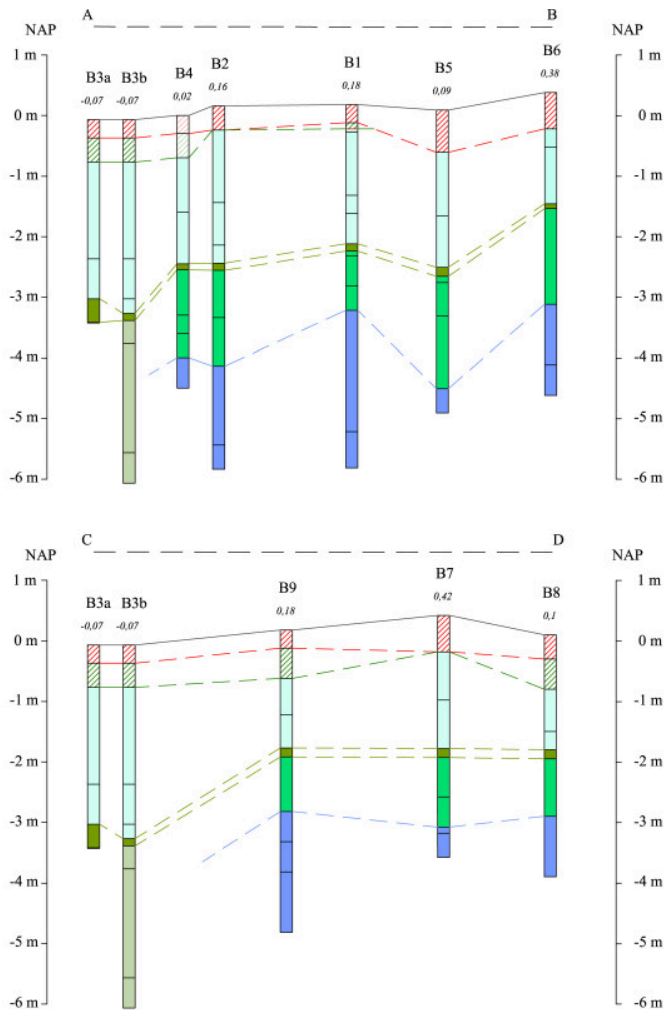 A B
NAP NAP
B6
B2 B1
B3a B3b B4 B5
0,38
0,16 0,18
-0,07 -0,07 0,02 0,09
1 m 1 m
0 m 0 m
-1 m -1 m
-2 m -2 m
-3 m -3 m
-4 m -4 m
-5 m -5 m
-6 m -6 m
C D
NAP NAP
B7
B3a B3b B9 B8
0,42
-0,07 -0,07 0,18 0,1
1 m 1 m
0 m 0 m
-1 m -1 m
-2 m -2 m
-3 m -3 m
-4 m -4 m
-5 m -5 m
-6 m -6 m